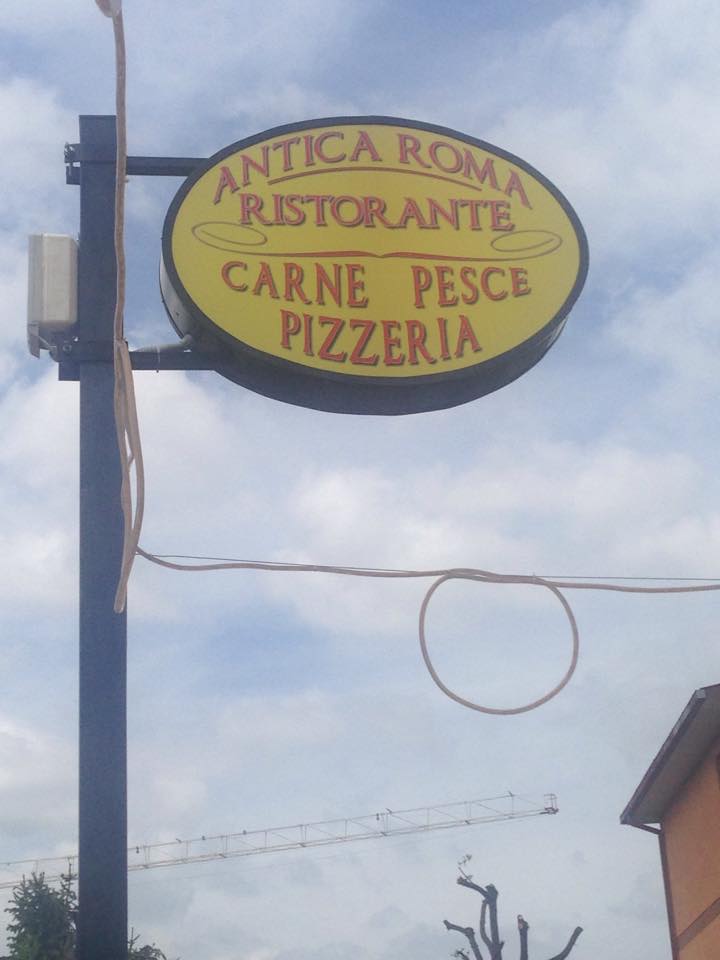 ANTICA ROMA
RISTORANTE
CARNE PESCE
PIZZERIA